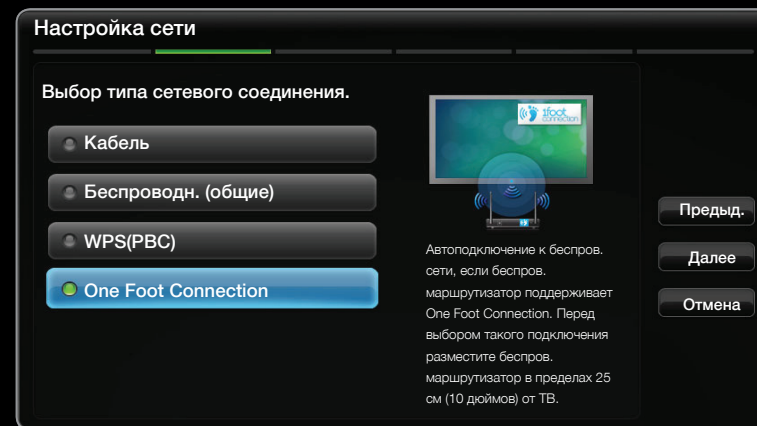 Настройка сети
Выбор типа сетевого соединения.
Кабель
Беспроводн. (общие)
WPS(PBC)
One Foot Connection
1foot
connection
Автоподключение к беспров.
сети, если беспров.
маршрутизатор поддерживает
One Foot Connection. Перед
выбором такого подключения
разместите беспров.
маршрутизатор в пределах 25
см (10 дюймов) от ТВ.
Предыд.
Далее
Отмена